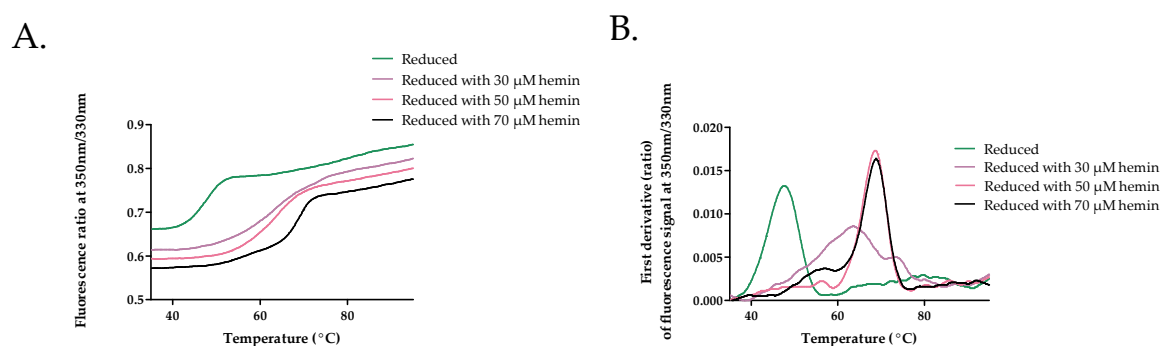 A.
Reduced
Reduced with 30 µM hemin
Reduced with 50 µM hemin
Reduced with 70 µM hemin
Fluorescence ratio at 350nm/330nm
0.9
0.8
0.7
0.6
0.5
40
60
80
Temperature (°C)
B.
Reduced
Reduced with 30 µM hemin
Reduced with 50 µM hemin
Reduced with 70 µM hemin
First derivative (ratio)
of fluorescence signal at 350nm/330nm
0.020
0.015
0.010
0.005
0.000
40
60
80
Temperature (°C)